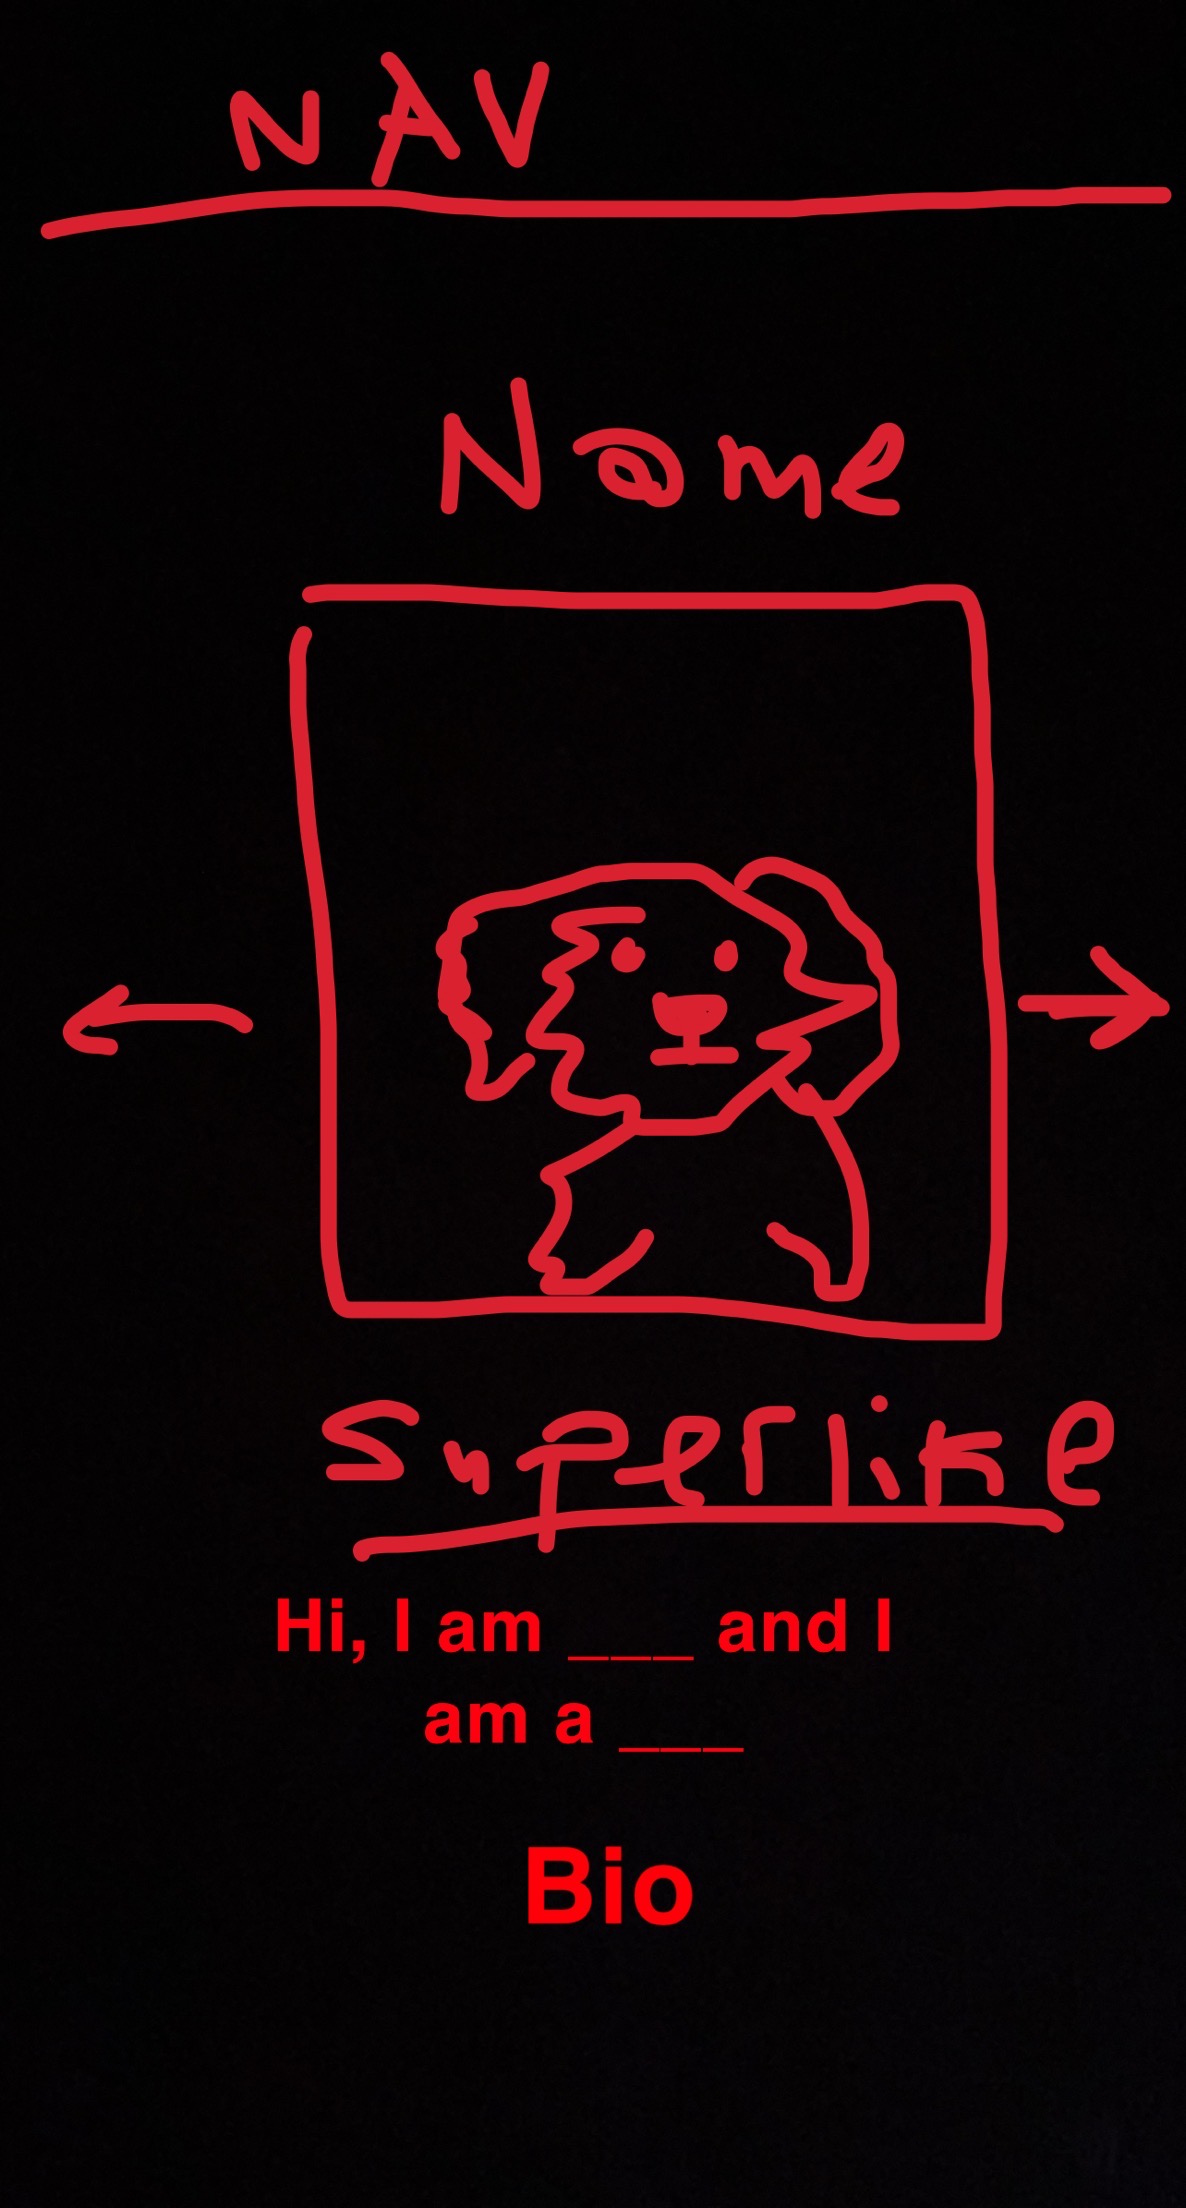 NAV
Name
Superlike
Hi, I am ___ and I
am a ___
Bio